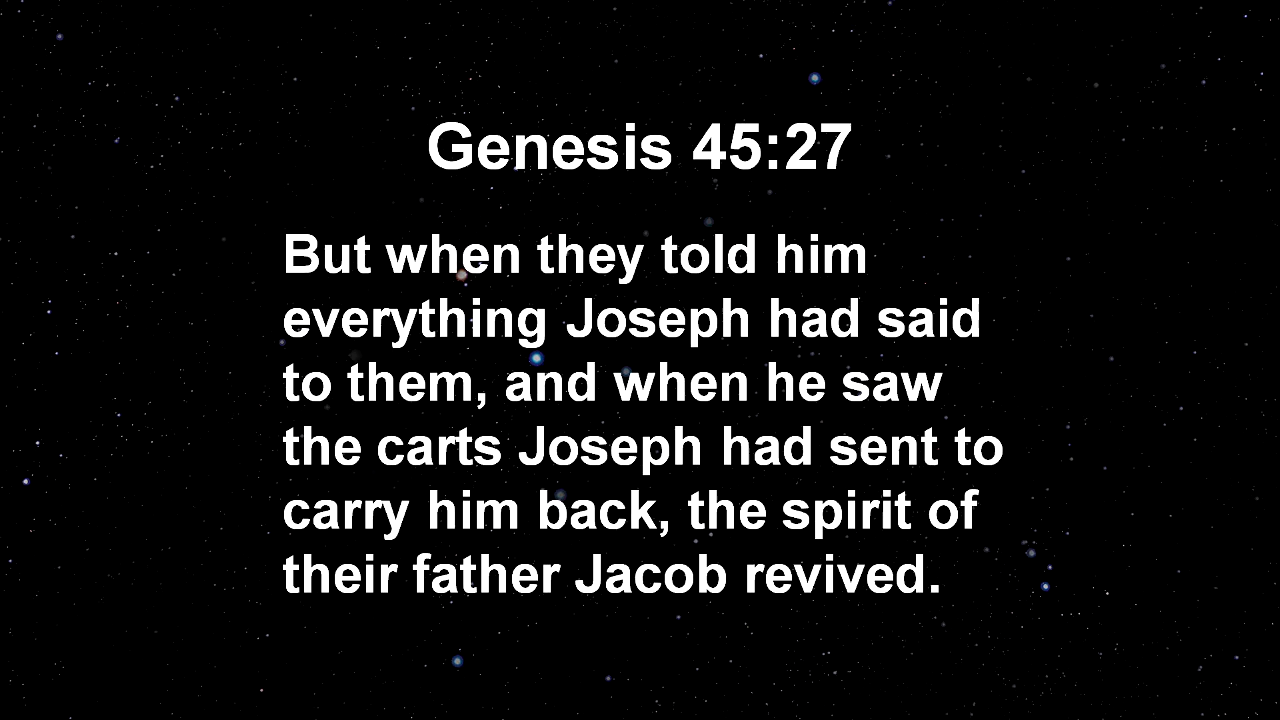 Genesis 45:27
But when they told him
everything Joseph had said
to them, and when he saw
the carts Joseph had sent to
carry him back, the spirit of
their father Jacob revived.